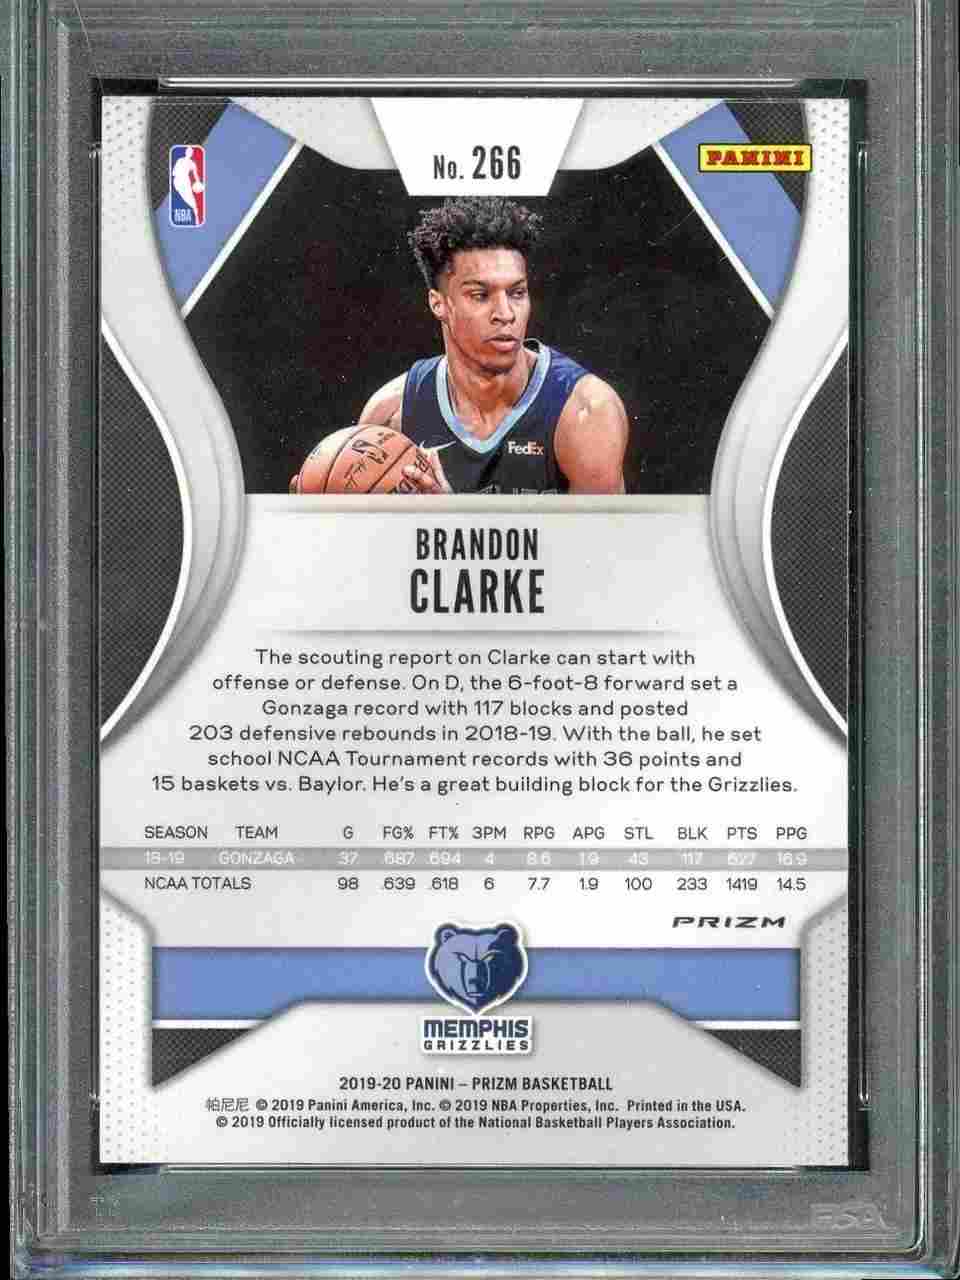 No. 266
PANINI
NBA
FedEx
BRANDON
CLARKE
The scouting report on Clarke can start with
offense or defense. On D, the 6-foot-8 forward set a
Gonzaga record with 117 blocks and posted
203 defensive rebounds in 2018-19. With the ball, he set
school NCAA Tournament records with 36 points and
15 baskets vs. Baylor. He's a great building block for the Grizzlies.
SEASON TEAM G FG% FT% 3PM RPG APG STL BLK PTS PPG
18-19 GONZAGA 37 .687 .694 4 8.6 1.9 43 117 627 16.9
NCAA TOTALS 98 .639 .618 6 7.7 1.9 100 233 1419 14.5
PRIZM
MEMPHIS
GRIZZLIES
2019-20 PANINI – PRIZM BASKETBALL
帕尼尼 © 2019 Panini America, Inc. © 2019 NBA Properties, Inc. Printed in the USA.
© 2019 Officially licensed product of the National Basketball Players Association.
PSA